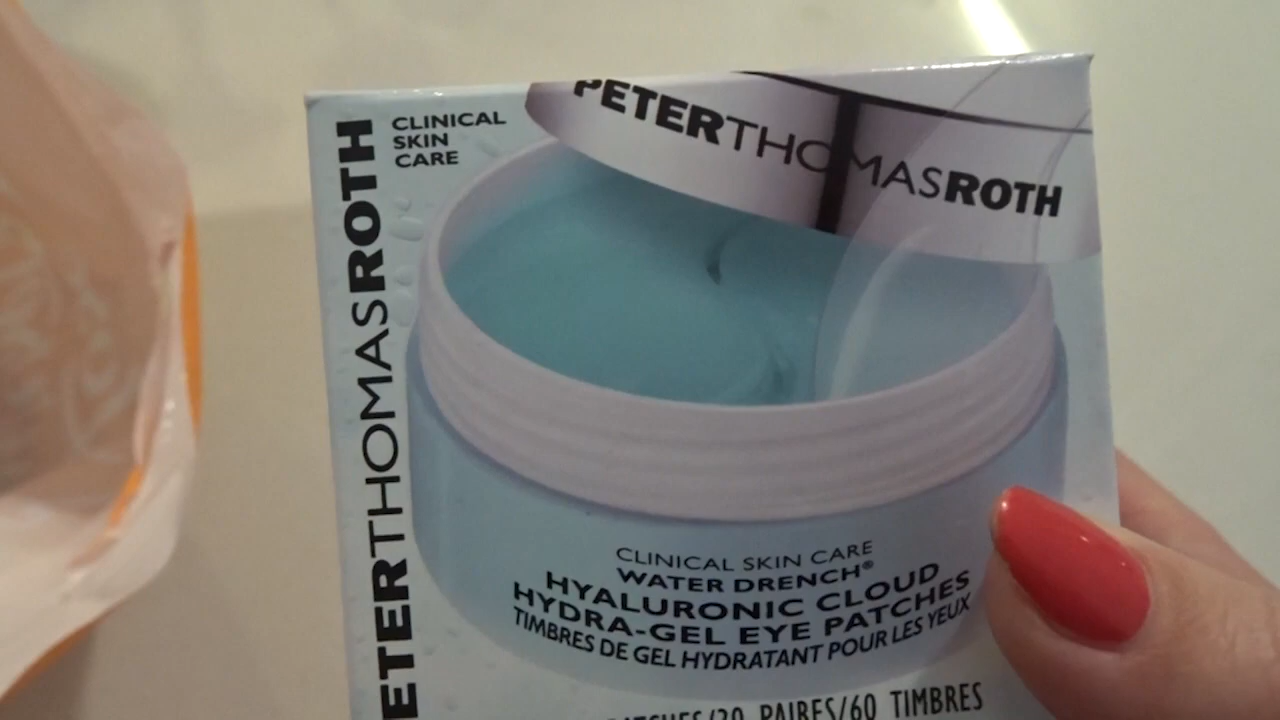 CLINICAL
SKIN
CARE
PETERTHOMASROTH
PETERTHOMASROTH
CLINICAL SKIN CARE
WATER DRENCH®
HYALURONIC CLOUD
HYDRA-GEL EYE PATCHES
TIMBRES DE GEL HYDRATANT POUR LES YEUX
PAIRES/60 TIMBRES